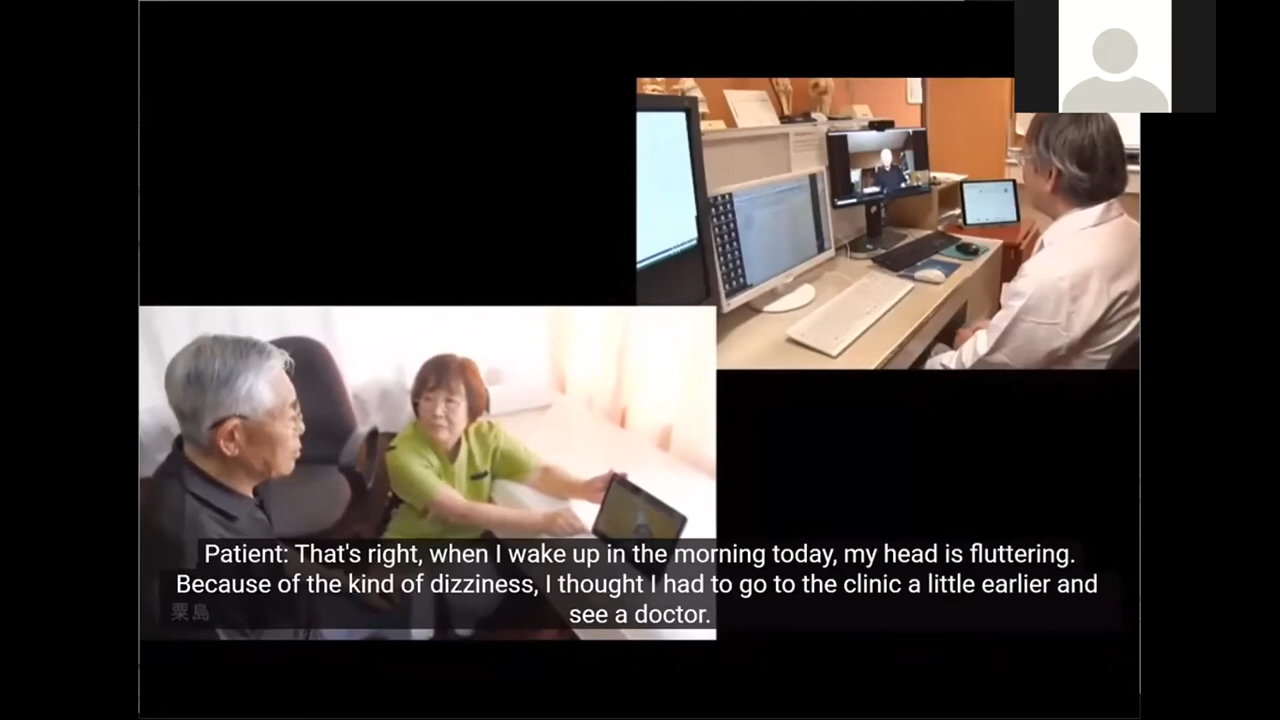 Patient: That's right, when I wake up in the morning today, my head is fluttering.
Because of the kind of dizziness, I thought I had to go to the clinic a little earlier and
see a doctor.
粟島